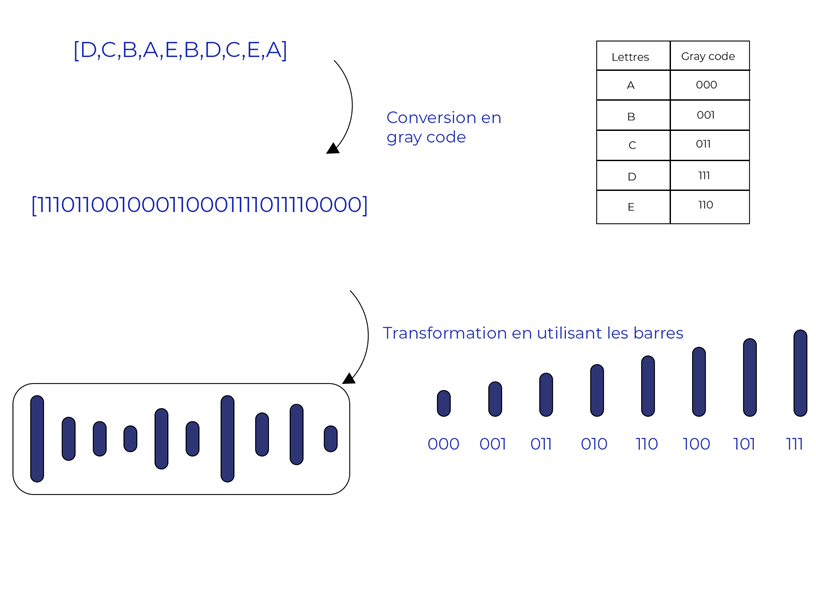 [D,C,B,A,E,B,D,C,E,A]
Conversion en
gray code
Lettres Gray code
A 000
B 001
C 011
D 111
E 110
[111011001000110001111011110000]
Transformation en utilisant les barres
000 001 011 010 110 100 101 111